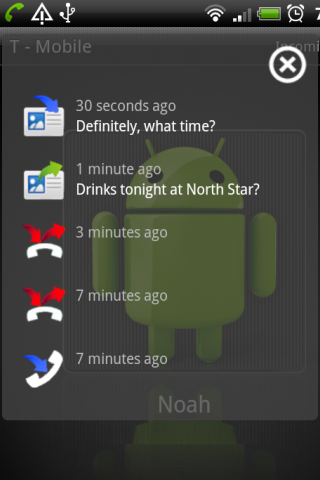 T - Mobile
Incomi
30 seconds ago
Definitely, what time?
1 minute ago
Drinks tonight at North Star?
3 minutes ago
7 minutes ago
7 minutes ago
Noah